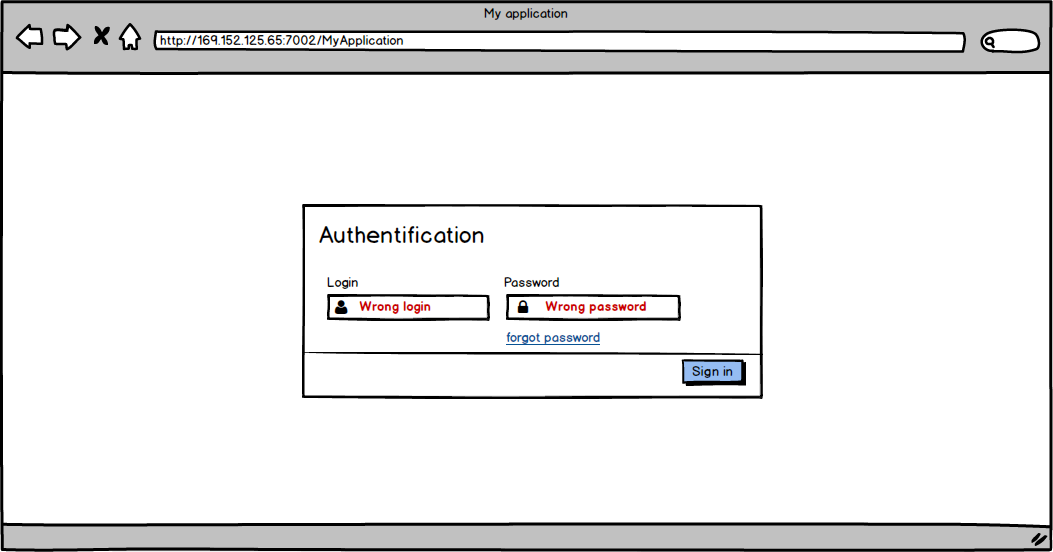 My application
http://169.152.125.65:7002/MyApplication
Authentification
Login Password
Wrong login Wrong password
forgot password
Sign in